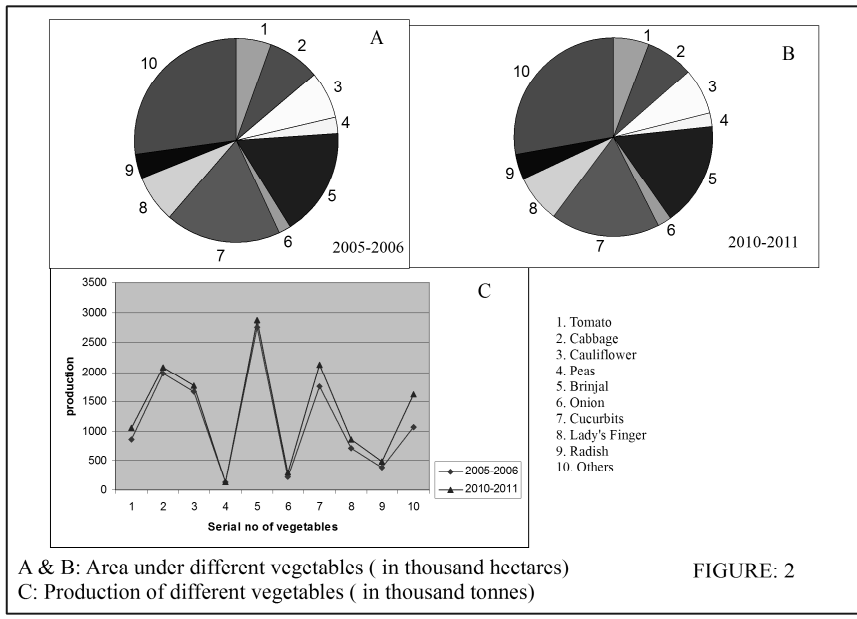 A
1
2
3
4
5
6
7
8
9
10
2005-2006
B
1
2
3
4
5
6
7
8
9
10
2010-2011
C
3500
3000
2500
2000
1500
1000
500
0
production
1 2 3 4 5 6 7 8 9 10
Serial no of vegetables
2005-2006
2010-2011
1. Tomato
2. Cabbage
3. Cauliflower
4. Peas
5. Brinjal
6. Onion
7. Cucurbits
8. Lady's Finger
9. Radish
10. Others
A & B: Area under different vegetables ( in thousand hectares)
C: Production of different vegetables ( in thousand tonnes)
FIGURE: 2